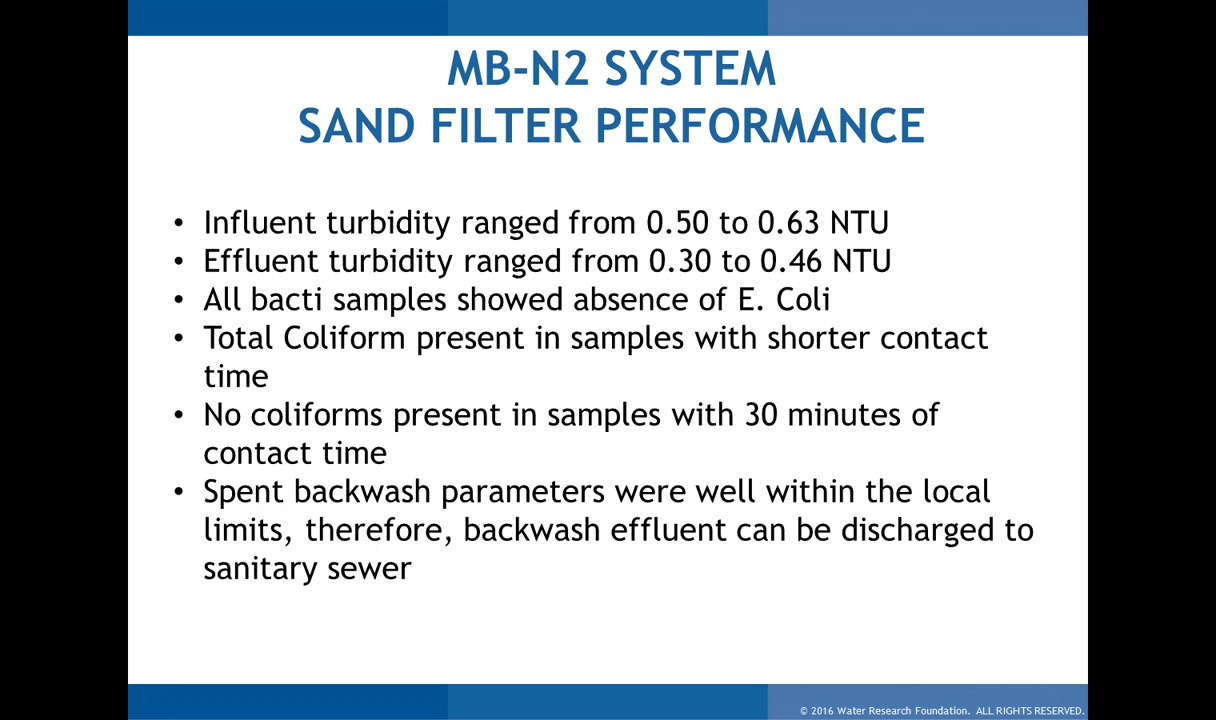 MB-N2 SYSTEM
SAND FILTER PERFORMANCE
• Influent turbidity ranged from 0.50 to 0.63 NTU
• Effluent turbidity ranged from 0.30 to 0.46 NTU
• All bacti samples showed absence of E. Coli
• Total Coliform present in samples with shorter contact
time
• No coliforms present in samples with 30 minutes of
contact time
• Spent backwash parameters were well within the local
limits, therefore, backwash effluent can be discharged to
sanitary sewer
© 2016 Water Research Foundation. ALL RIGHTS RESERVED.